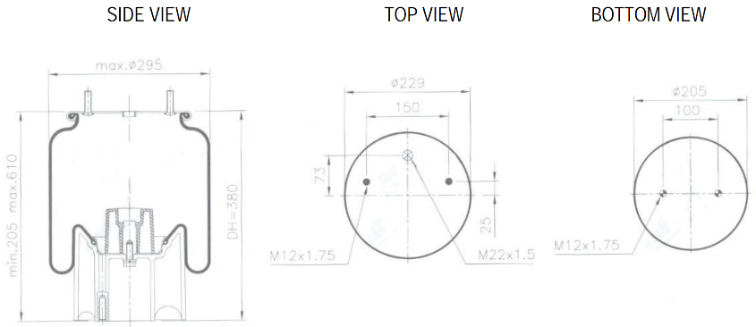 SIDE VIEW
TOP VIEW
BOTTOM VIEW
max.Ø295
min.205 max.610
DH=380
Ø229
150
73
25
M12x1.75
M22x1.5
Ø205
100
M12x1.75